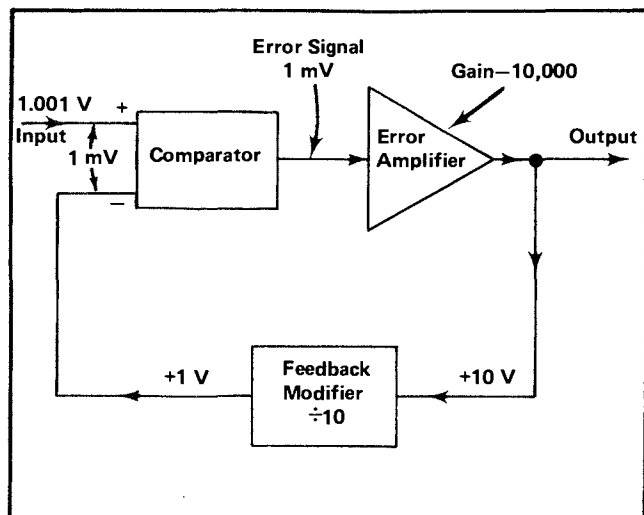 Error Signal
1 mV
Gain–10,000
1.001 V
+
Input
1 mV
–
Comparator
Error
Amplifier
Output
+1 V
Feedback
Modifier
÷10
+10 V